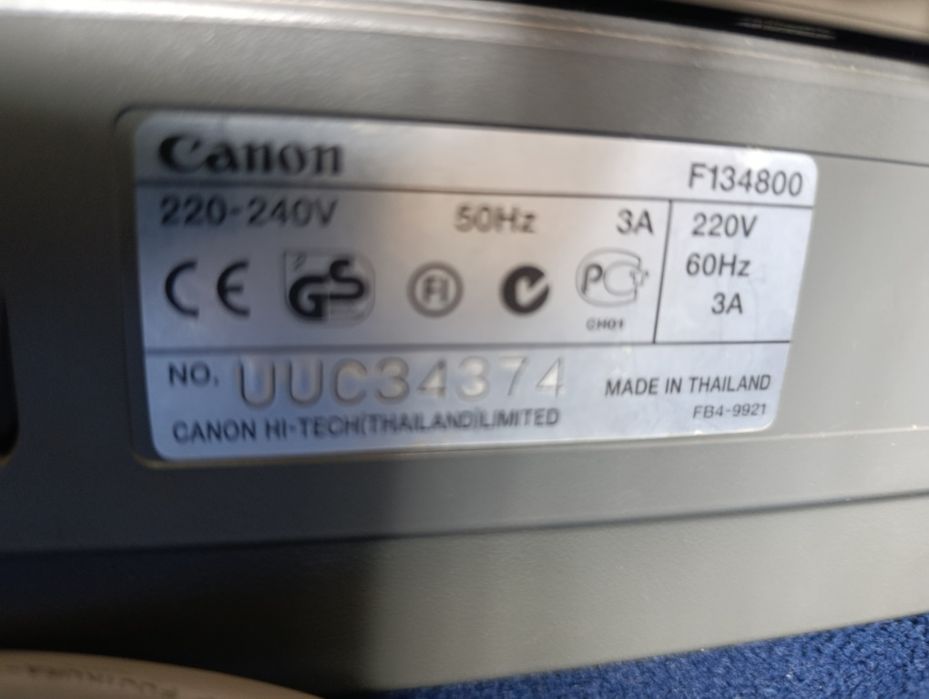 Canon
F134800
220-240V 50Hz 3A
220V
60Hz
3A
CE GS FI PC
CH01
NO. UUC34374
MADE IN THAILAND
FB4-9921
CANON HI-TECH(THAILAND)LIMITED